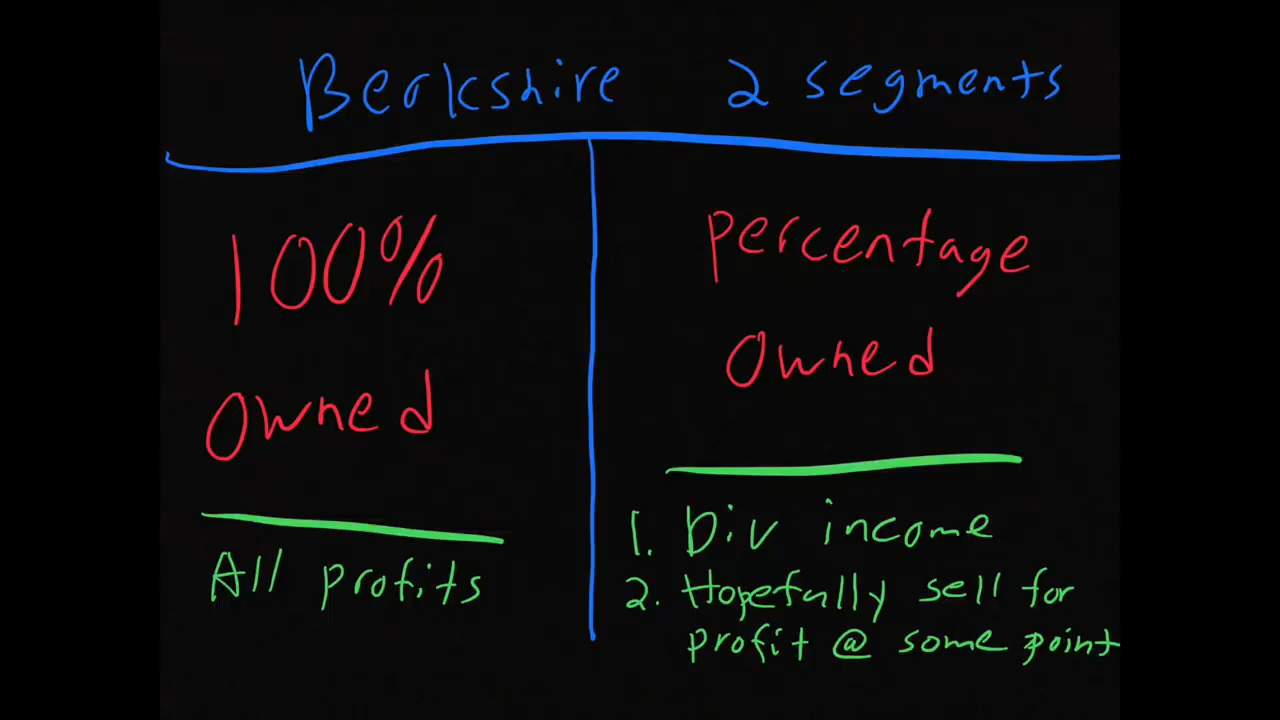 Berkshire 2 segments
100%
Owned
All profits
Percentage
Owned
1. Div income
2. Hopefully sell for
profit @ some point